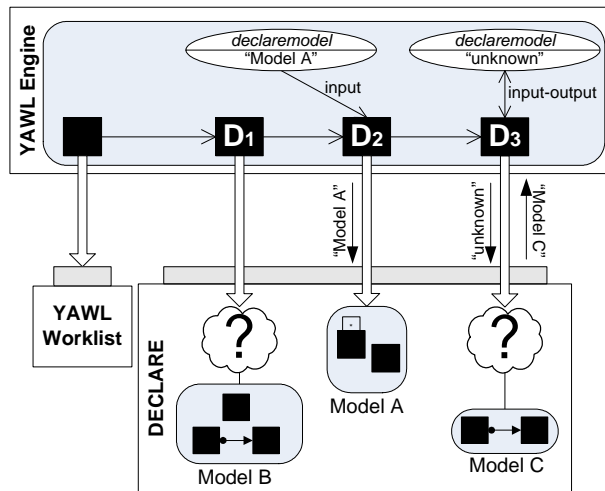 declaremodel
"Model A"
declaremodel
"unknown"
YAWL Engine
input
input-output
D1
D2
D3
"Model A"
"unknown"
"Model C"
YAWL
Worklist
DECLARE
?
?
Model A
Model B
Model C